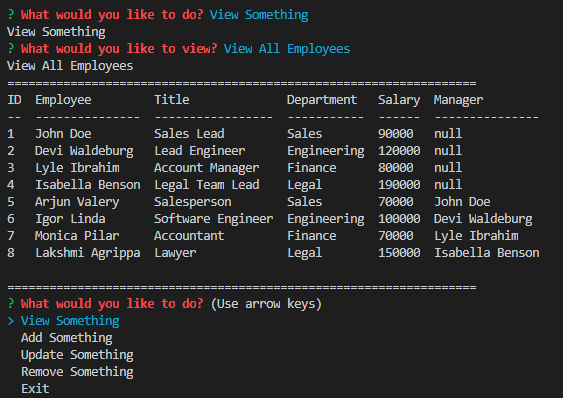 ? What would you like to do? View Something
View Something
? What would you like to view? View All Employees
View All Employees
===================================================================
ID  Employee         Title              Department   Salary  Manager
--  ---------------  -----------------  -----------  ------  ---------------
1   John Doe         Sales Lead         Sales        90000   null
2   Devi Waldeburg   Lead Engineer      Engineering  120000  null
3   Lyle Ibrahim     Account Manager    Finance      80000   null
4   Isabella Benson  Legal Team Lead    Legal        190000  null
5   Arjun Valery     Salesperson        Sales        70000   John Doe
6   Igor Linda       Software Engineer  Engineering  100000  Devi Waldeburg
7   Monica Pilar     Accountant         Finance      70000   Lyle Ibrahim
8   Lakshmi Agrippa  Lawyer             Legal        150000  Isabella Benson
===================================================================
? What would you like to do? (Use arrow keys)
> View Something
  Add Something
  Update Something
  Remove Something
  Exit